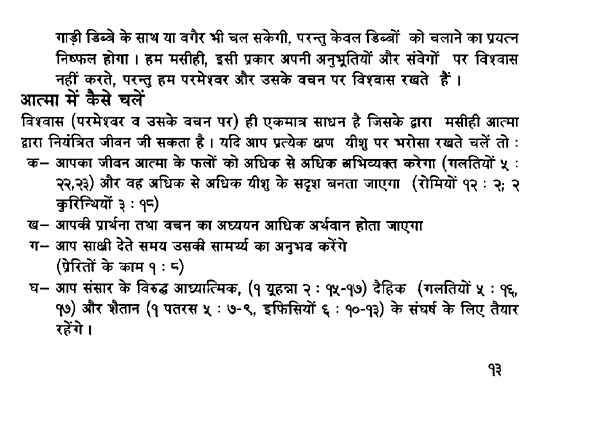 गाड़ी डिब्बे के साथ या वगैर भी चल सकेगी, परन्तु केवल डिब्बों को चलाने का प्रयत्न
निष्फल होगा । हम मसीही, इसी प्रकार अपनी अनुभूतियों और संवेगों पर विश्वास
नहीं करते, परन्तु हम परमेश्वर और उसके वचन पर विश्वास रखते हैं ।
आत्मा में कैसे चलें
विश्वास (परमेश्वर व उसके वचन पर) ही एकमात्र साधन है जिसके द्वारा मसीही आत्मा
द्वारा नियंत्रित जीवन जी सकता है । यदि आप प्रत्येक क्षण यीशु पर भरोसा रखते चलें तो :
क– आपका जीवन आत्मा के फलों को अधिक से अधिक अभिव्यक्त करेगा (गलतियों ५ :
२२,२३) और वह अधिक से अधिक यीशु के सदृश बनता जाएगा (रोमियों १२ : २; २
कुरिन्थियों ३ : १८)
ख– आपकी प्रार्थना तथा वचन का अध्ययन आधिक अर्थवान होता जाएगा
ग– आप साक्षी देते समय उसकी सामर्थ्य का अनुभव करेंगे
(प्रेरितों के काम १ : ८)
घ– आप संसार के विरुद्ध आध्यात्मिक, (१ यूहन्ना २ : १५-१७) दैहिक (गलतियों ५ : १६,
१७) और शैतान (१ पतरस ५ : ७-९, इफिसियों ६ : १०-१३) के संघर्ष के लिए तैयार
रहेंगे ।
१३